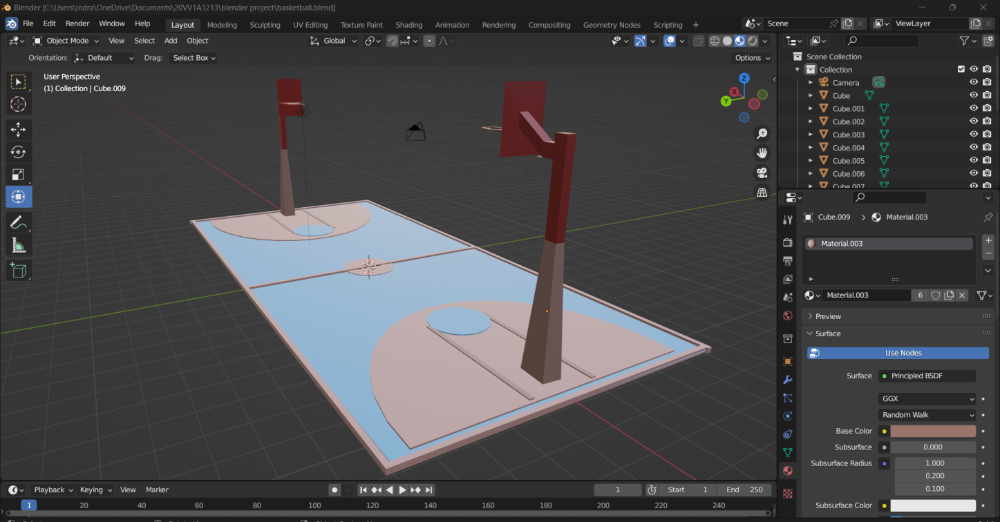 Blender [C:\Users\indra\OneDrive\Documents\20VV1A1213\blender project\basketball.blend]
File Edit Render Window Help Layout Modeling Sculpting UV Editing Texture Paint Shading Animation Rendering Compositing Geometry Nodes Scripting + Scene ViewLayer
Object Mode View Select Add Object Global
Orientation: Default Drag: Select Box Options
User Perspective
(1) Collection | Cube.009
Z
X
Y
Scene Collection
Collection
Camera
Cube
Cube.001
Cube.002
Cube.003
Cube.004
Cube.005
Cube.006
Cube.007
Cube.009 > Material.003
Material.003
Material.003 6
Preview
Surface
Use Nodes
Surface Principled BSDF
GGX
Random Walk
Base Color
Subsurface 0.000
Subsurface Radius 1.000
0.200
0.100
Subsurface Color
Playback Keying View Marker 1 Start 1 End 250
1 20 40 60 80 100 120 140 160 180 200 220 240